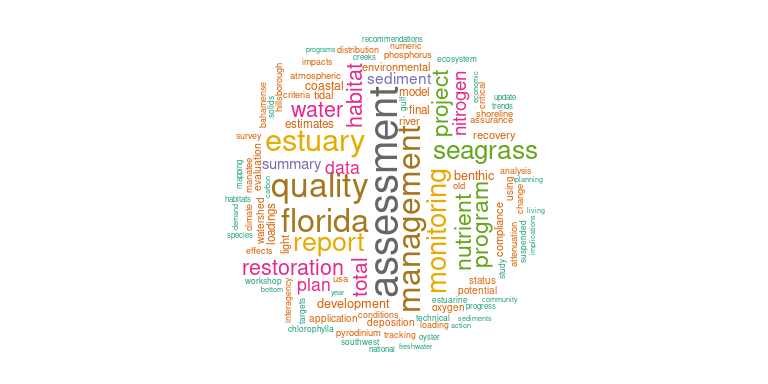 recommendations
programs
distribution
numeric
creeks
phosphorus
ecosystem
impacts
environmental
atmospheric
sediment
habitat
project
nitrogen
economic
critical
coastal
model
hillsborough
criteria
tidal
gulf
update
trends
bahamense
solids
water
final
shoreline
estimates
river
assurance
survey
estuary
assessment
management
recovery
seagrass
summary
data
evaluation
mapping
manatee
carbon
quality
monitoring
benthic
old
analysis
planning
using
change
living
habitats
demand
climate
watershed
loadings
florida
nutrient
program
compliance
attenuation
suspended
implications
species
light
report
effects
restoration
total
study
workshop
bottom
plan
usa
year
status
potential
interagency
targets
development
estuarine
community
oxygen
progress
application
conditions
deposition
technical
sediments
loading
action
chlorophylla
pyrodinium
tracking
oyster
southwest
national
freshwater